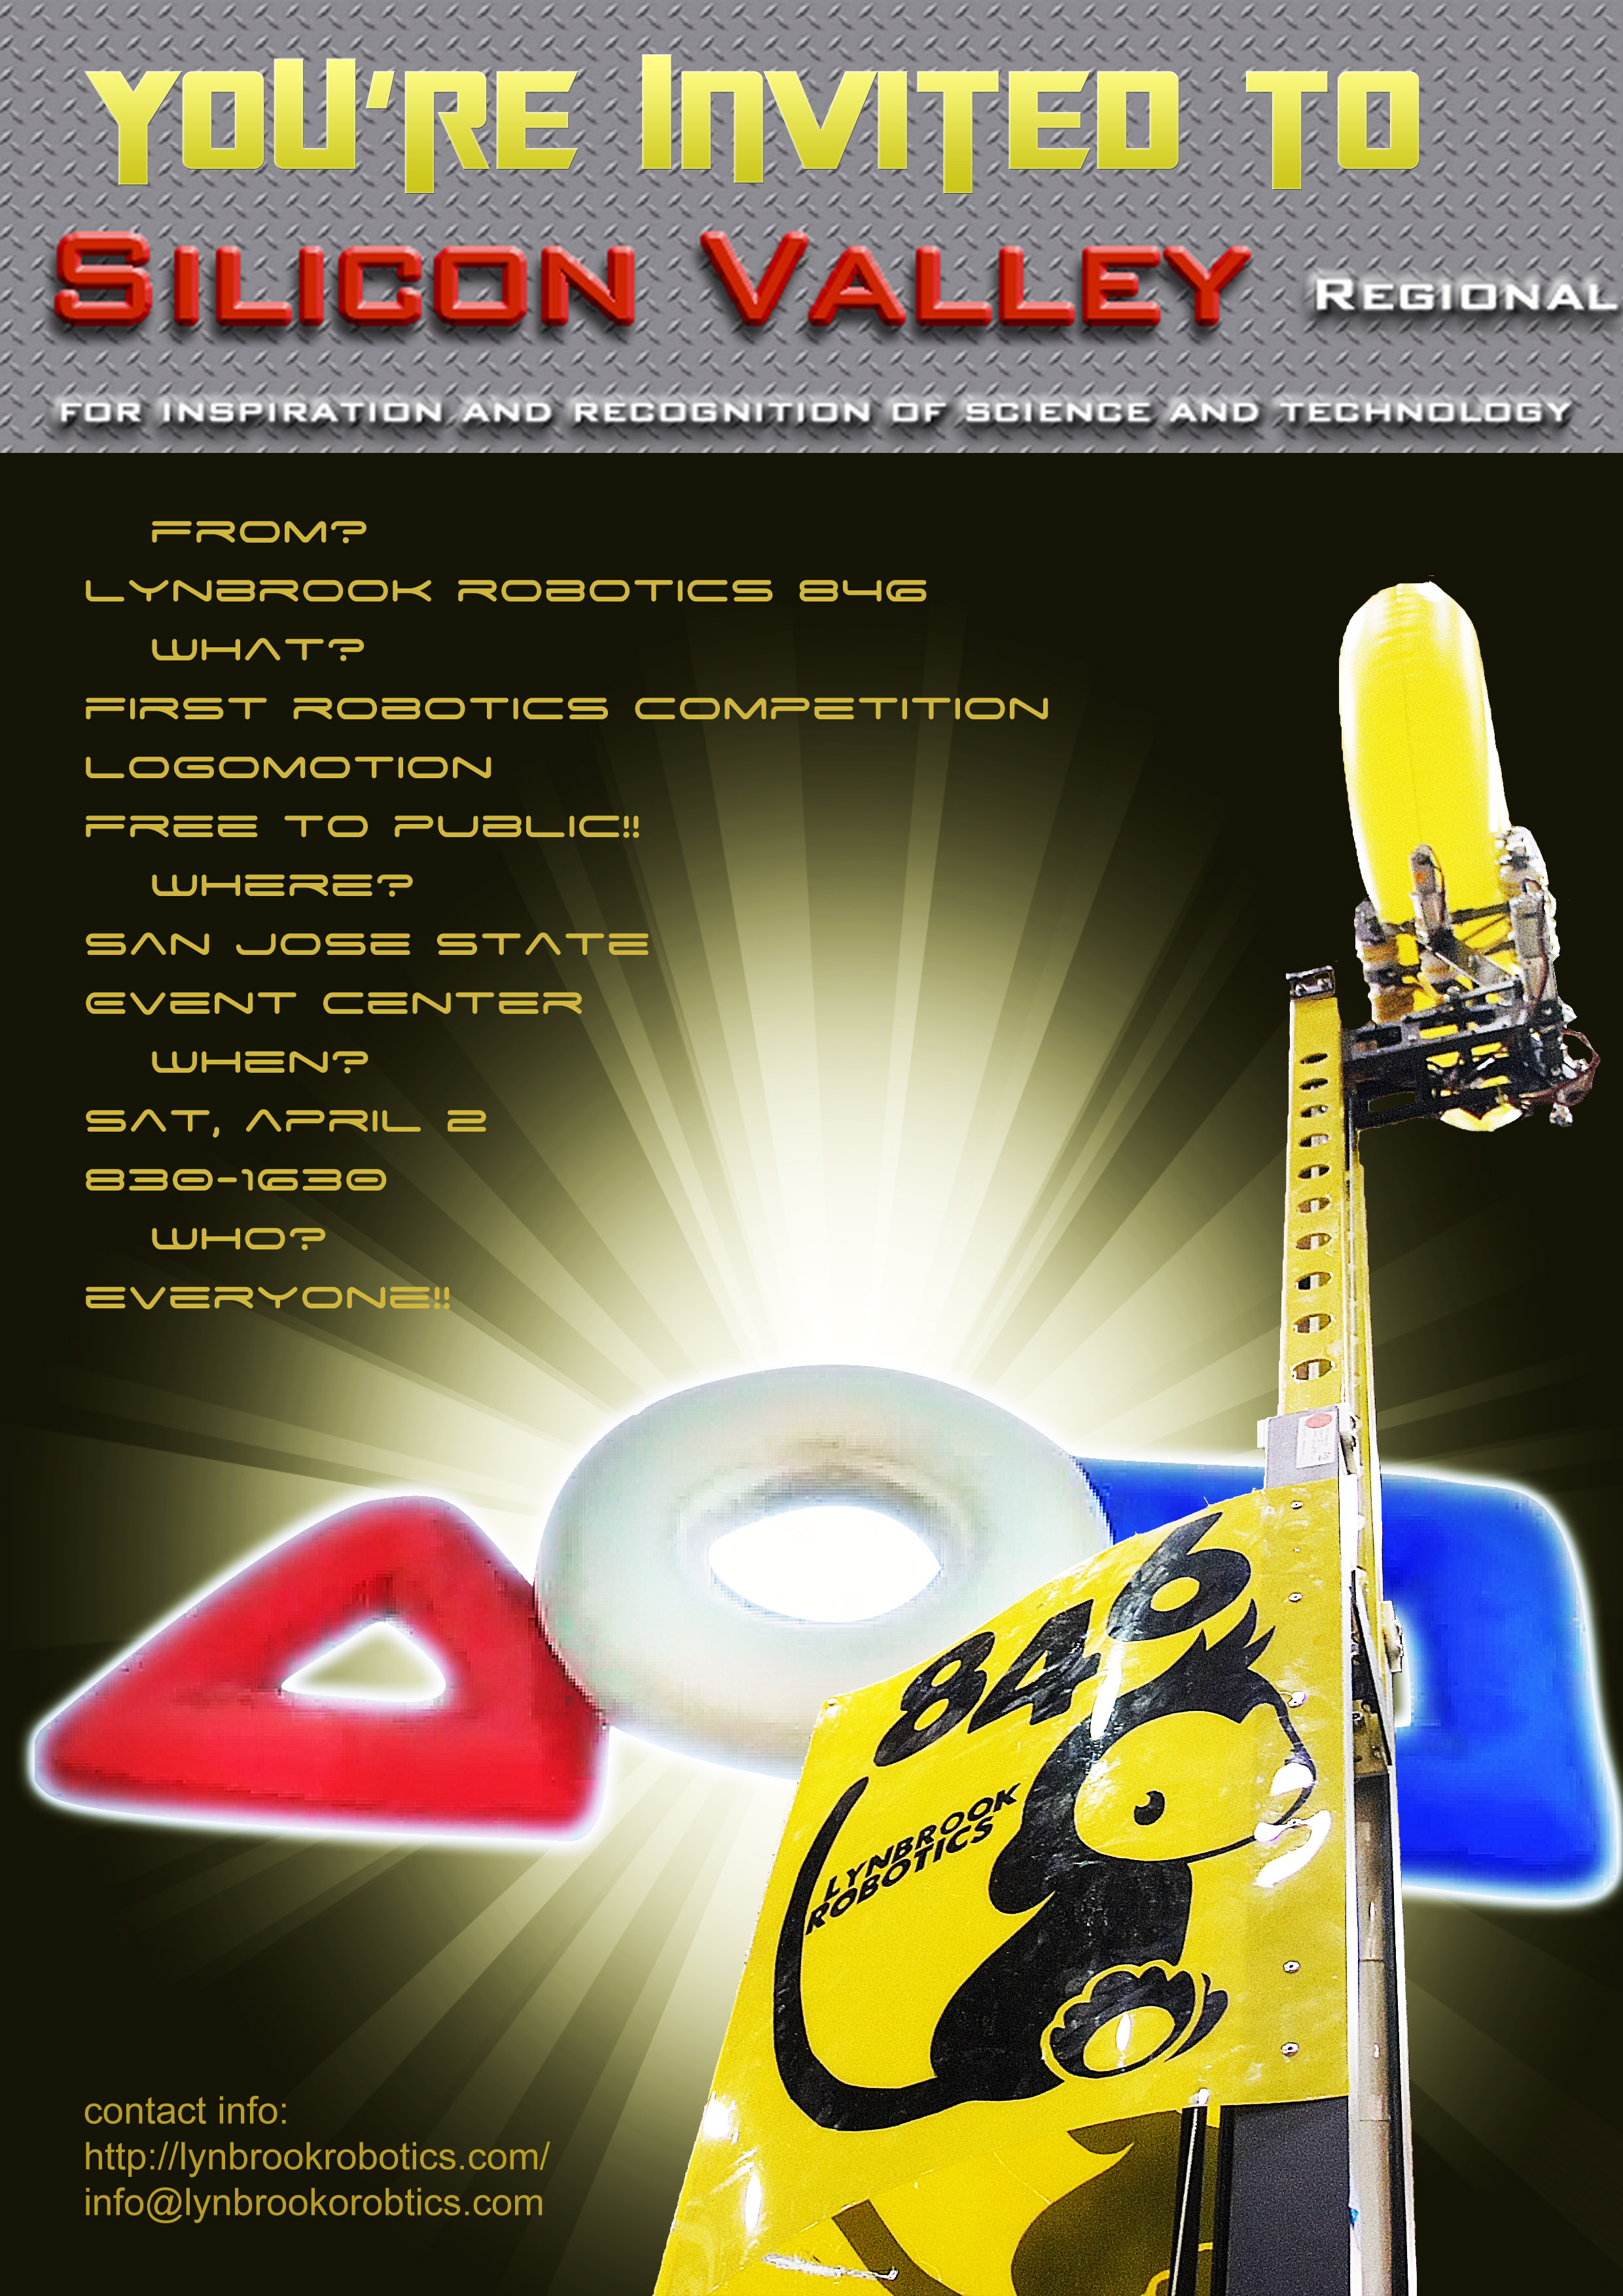 YOU'RE INVITED TO
SILICON VALLEY REGIONAL
FOR INSPIRATION AND RECOGNITION OF SCIENCE AND TECHNOLOGY
FROM?
LYNBROOK ROBOTICS 846
WHAT?
FIRST ROBOTICS COMPETITION
LOGOMOTION
FREE TO PUBLIC!!
WHERE?
SAN JOSE STATE
EVENT CENTER
WHEN?
SAT, APRIL 2
830-1630
WHO?
EVERYONE!!
846
LYNBROOK
ROBOTICS
contact info:
http://lynbrookrobotics.com/
info@lynbrookorobtics.com